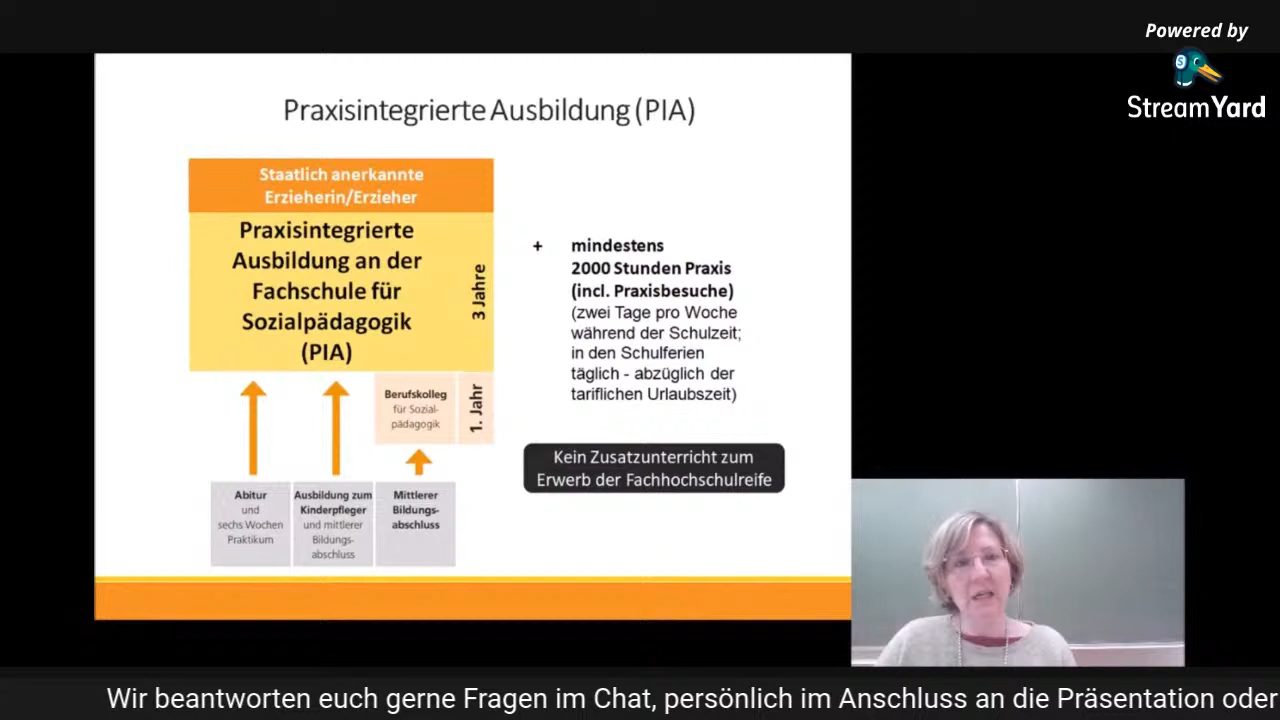 Powered by
StreamYard
Praxisintegrierte Ausbildung (PIA)
Staatlich anerkannte
Erzieherin/Erzieher
Praxisintegrierte
Ausbildung an der
Fachschule für
Sozialpädagogik
(PIA)
3 Jahre
+ mindestens
2000 Stunden Praxis
(incl. Praxisbesuche)
(zwei Tage pro Woche
während der Schulzeit;
in den Schulferien
täglich - abzüglich der
tariflichen Urlaubszeit)
Berufskolleg
für Sozial-
pädagogik
1. Jahr
Kein Zusatzunterricht zum
Erwerb der Fachhochschulreife
Abitur
und
sechs Wochen
Praktikum
Ausbildung zum
Kinderpfleger
und mittlerer
Bildungs-
abschluss
Mittlerer
Bildungs-
abschluss
Wir beantworten euch gerne Fragen im Chat, persönlich im Anschluss an die Präsentation oder